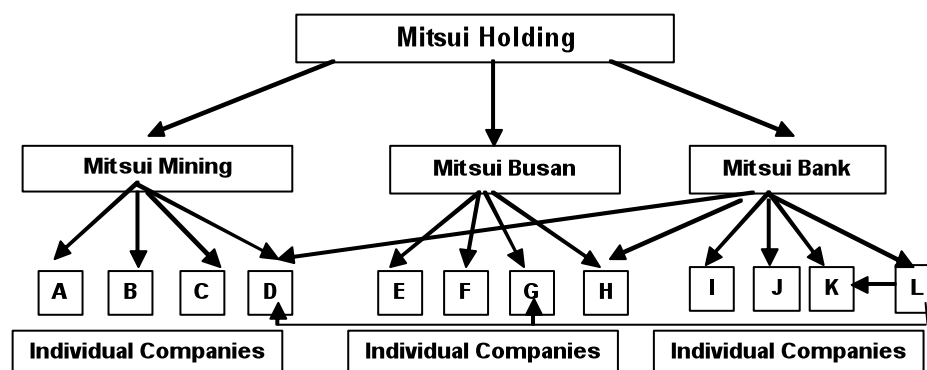 Mitsui Holding
Mitsui Mining
Mitsui Busan
Mitsui Bank
A
B
C
D
E
F
G
H
I
J
K
L
Individual Companies
Individual Companies
Individual Companies